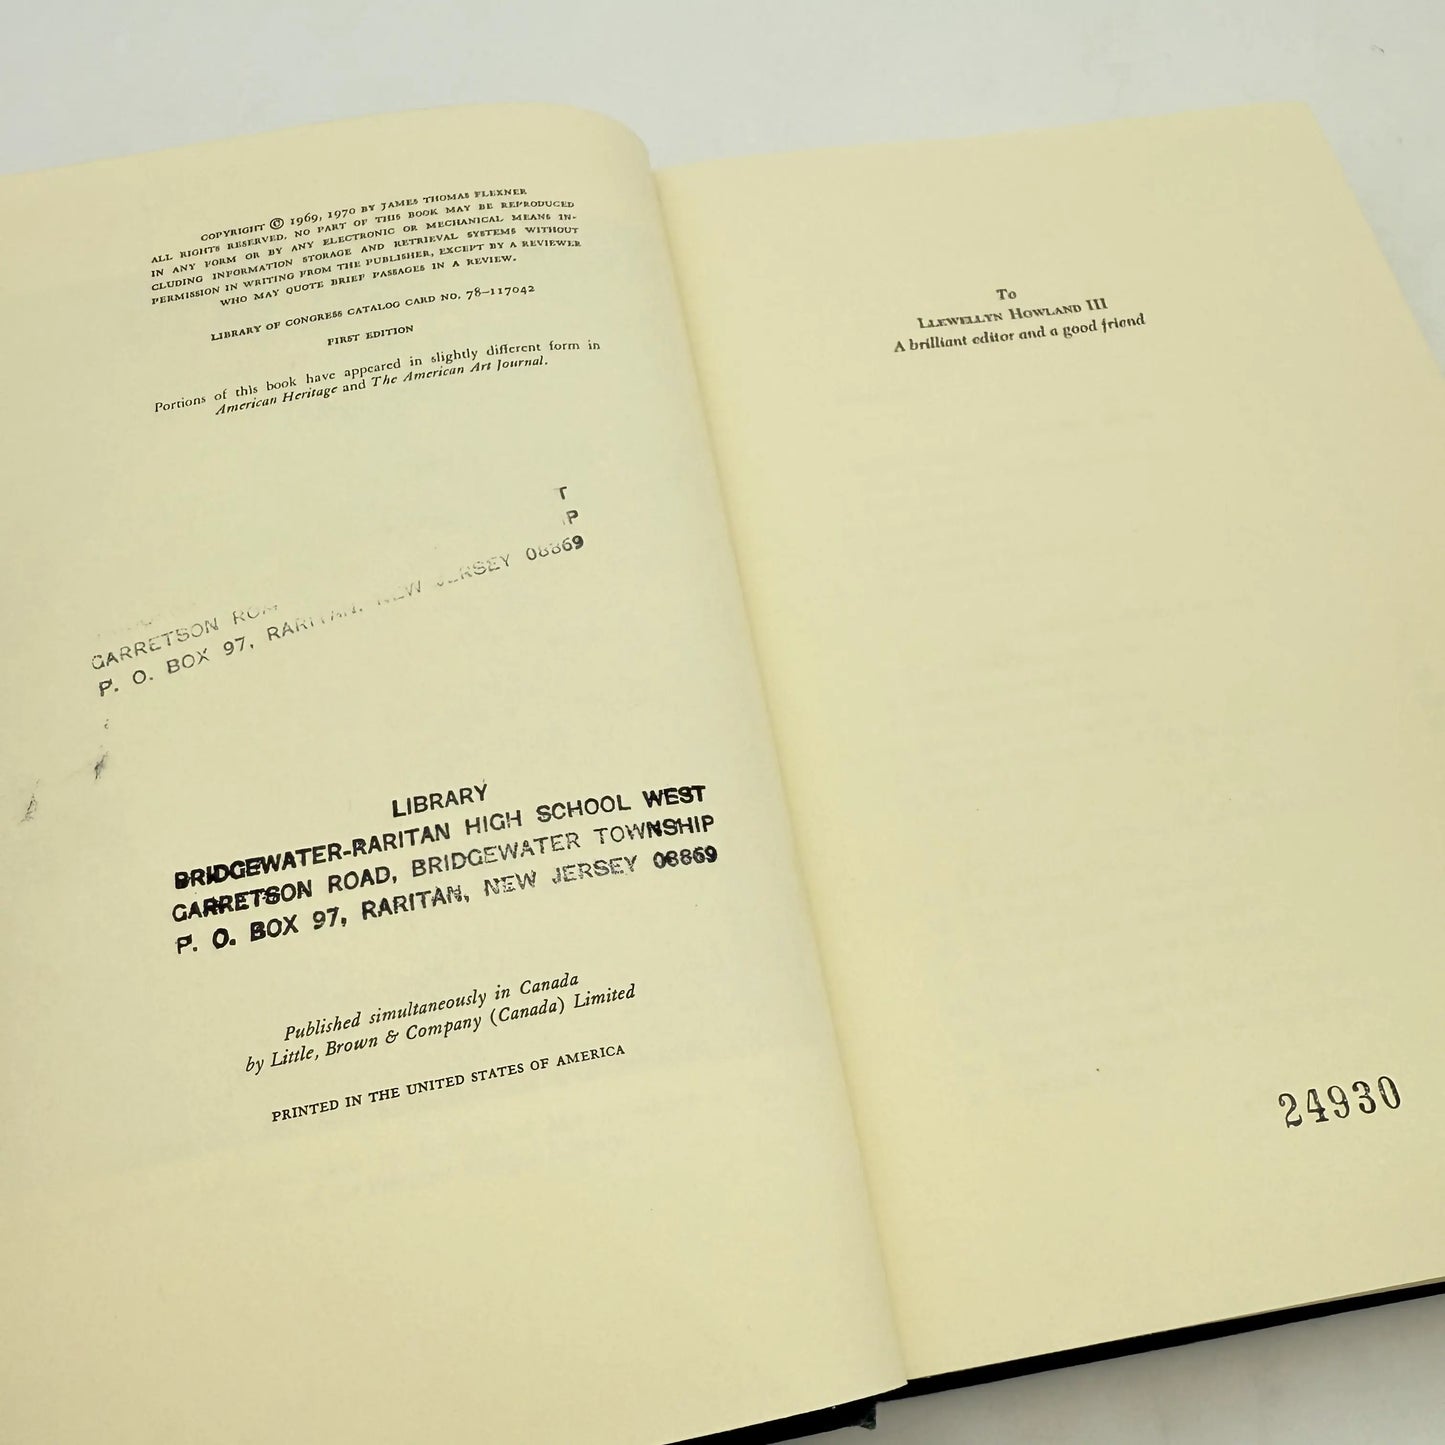 COPYRIGHT © 1969, 1970 BY JAMES THOMAS FLEXNER
ALL RIGHTS RESERVED. NO PART OF THIS BOOK MAY BE REPRODUCED
IN ANY FORM OR BY ANY ELECTRONIC OR MECHANICAL MEANS IN-
CLUDING INFORMATION STORAGE AND RETRIEVAL SYSTEMS WITHOUT
PERMISSION IN WRITING FROM THE PUBLISHER, EXCEPT BY A REVIEWER
WHO MAY QUOTE BRIEF PASSAGES IN A REVIEW.
LIBRARY OF CONGRESS CATALOG CARD NO. 78-117042
FIRST EDITION
Portions of this book have appeared in slightly different form in
American Heritage and The American Art Journal.
T
P
GARRETSON ROA
P. O. BOX 97, RARITAN, NEW JERSEY 08869
LIBRARY
BRIDGEWATER-RARITAN HIGH SCHOOL WEST
GARRETSON ROAD, BRIDGEWATER TOWNSHIP
P. O. BOX 97, RARITAN, NEW JERSEY 08869
Published simultaneously in Canada
by Little, Brown & Company (Canada) Limited
PRINTED IN THE UNITED STATES OF AMERICA
To
LLEWELLYN HOWLAND III
A brilliant editor and a good friend
24930